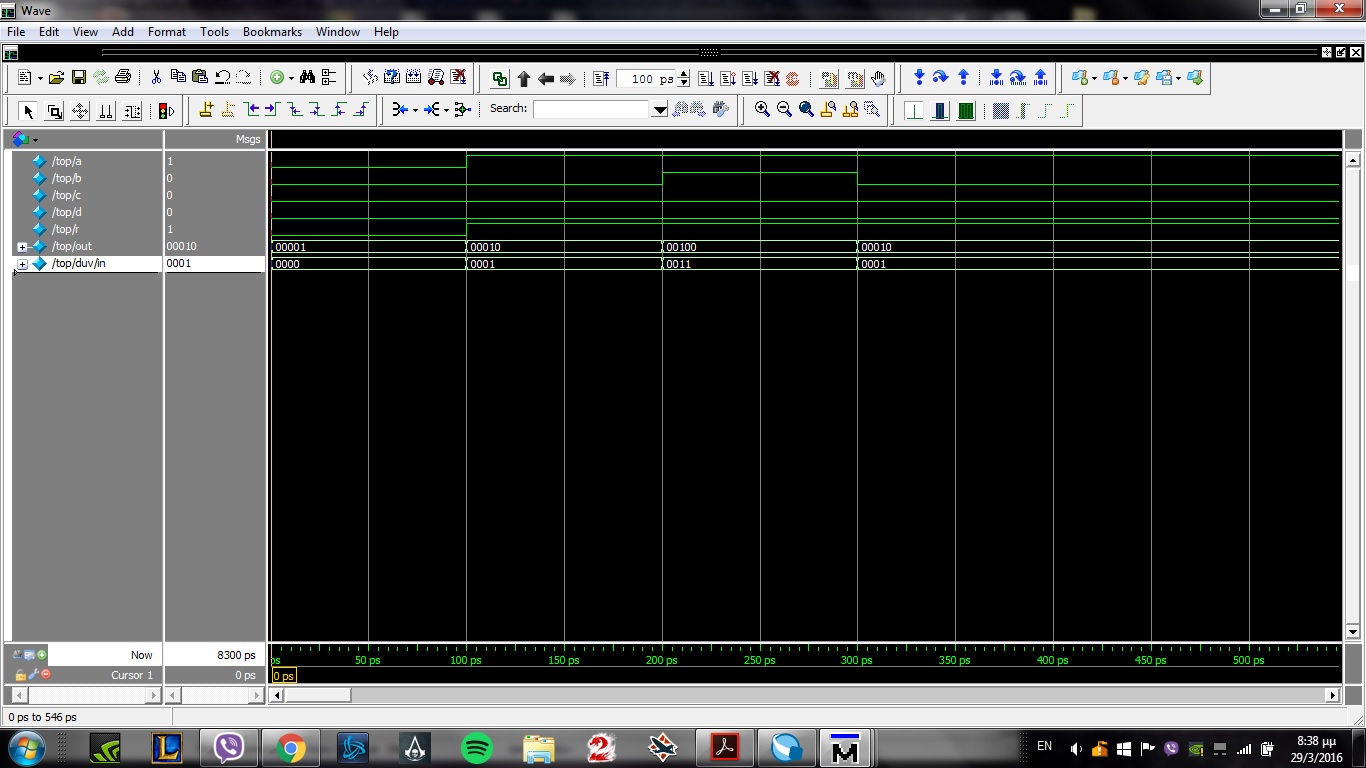 Wave
File Edit View Add Format Tools Bookmarks Window Help
100 ps
Search:
Msgs
/top/a 1
/top/b 0
/top/c 0
/top/d 0
/top/r 1
/top/out 00010 00001 00010 00100 00010
/top/duv/in 0001 0000 0001 0011 0001
Now 8300 ps ps 50 ps 100 ps 150 ps 200 ps 250 ps 300 ps 350 ps 400 ps 450 ps 500 ps
Cursor 1 0 ps 0 ps
0 ps to 546 ps
EN
8:38 μμ
29/3/2016